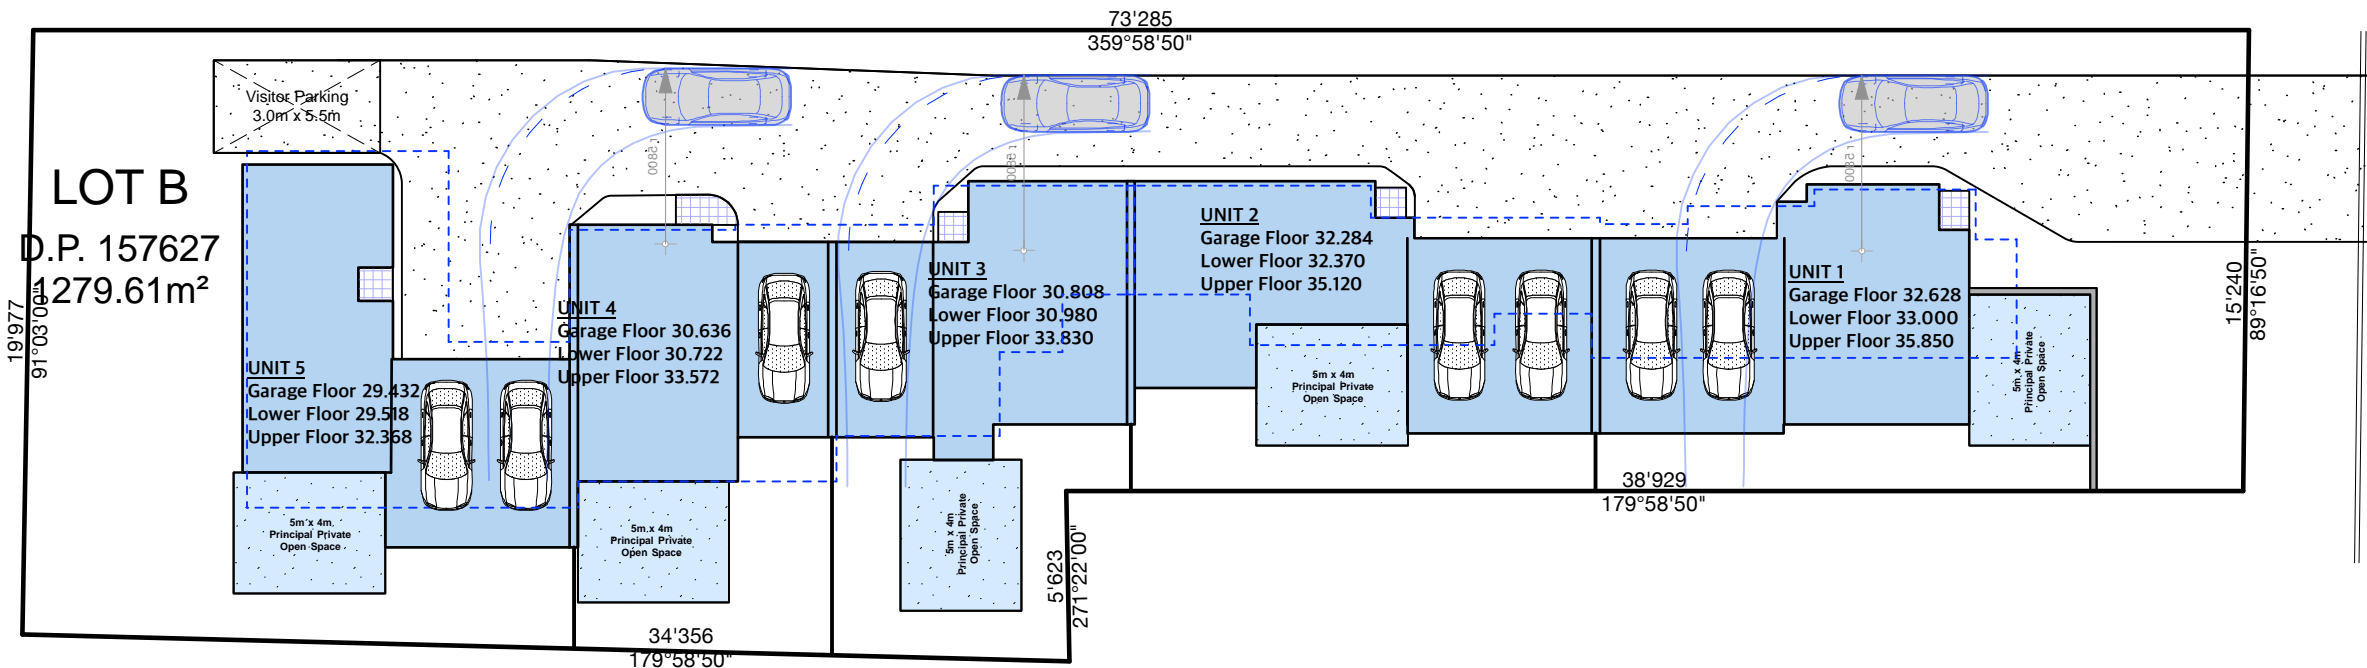 73'285
359°58'50"
Visitor Parking
3.0m x 5.5m
LOT B
D.P. 157627
1279.61m²
19'977
91°03'00"
UNIT 5
Garage Floor 29.432
Lower Floor 29.518
Upper Floor 32.368
5m x 4m
Principal Private
Open Space
UNIT 4
Garage Floor 30.636
Lower Floor 30.722
Upper Floor 33.572
5m x 4m
Principal Private
Open Space
UNIT 3
Garage Floor 30.808
Lower Floor 30.980
Upper Floor 33.830
5m x 4m
Principal Private
Open Space
UNIT 2
Garage Floor 32.284
Lower Floor 32.370
Upper Floor 35.120
5m x 4m
Principal Private
Open Space
UNIT 1
Garage Floor 32.628
Lower Floor 33.000
Upper Floor 35.850
5m x 4m
Principal Private
Open Space
15'240
89°16'50"
38'929
179°58'50"
5'623
271°22'00"
34'356
179°58'50"